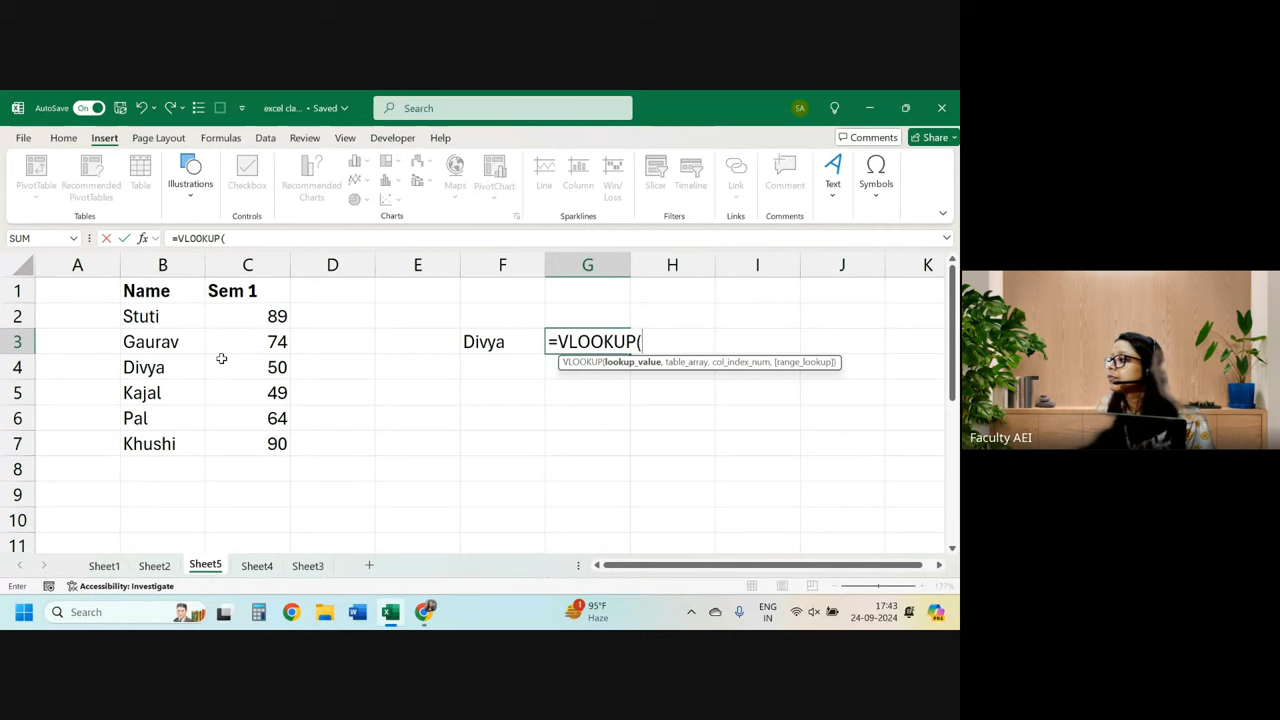 AutoSave On excel cla... • Saved Search SA
File Home Insert Page Layout Formulas Data Review View Developer Help Comments Share
PivotTable Recommended PivotTables Table Illustrations Checkbox Recommended Charts Maps PivotChart Line Column Win/Loss Slicer Timeline Link Comment Text Symbols
Tables Controls Charts Sparklines Filters Links Comments
SUM fx =VLOOKUP(
A B C D E F G H I J K
1 Name Sem 1
2 Stuti 89
3 Gaurav 74 Divya =VLOOKUP(
VLOOKUP(lookup_value, table_array, col_index_num, [range_lookup])
4 Divya 50
5 Kajal 49
6 Pal 64
7 Khushi 90
8
9
10
11
Faculty AEI
Sheet1 Sheet2 Sheet5 Sheet4 Sheet3 +
Enter Accessibility: Investigate 177%
Search 1 95°F Haze ENG IN 17:43 24-09-2024